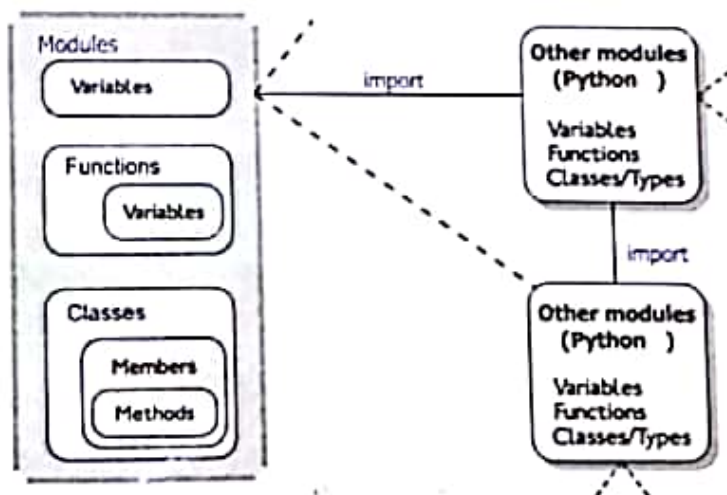 Modules
Variables
Functions
Variables
Classes
Members
Methods
import
Other modules
(Python )
Variables
Functions
Classes/Types
import
Other modules
(Python )
Variables
Functions
Classes/Types